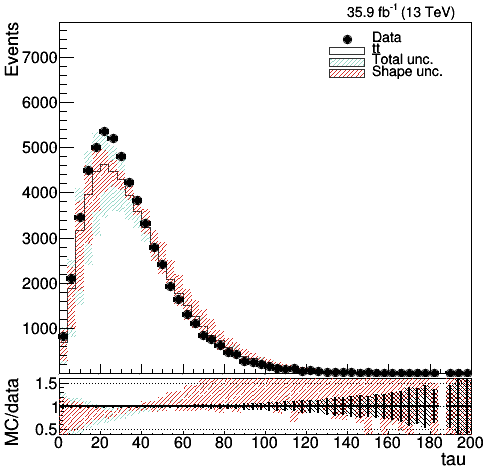 35.9 fb⁻¹ (13 TeV)
Events
7000
6000
5000
4000
3000
2000
1000
Data
tt̄
Total unc.
Shape unc.
MC/data
1.5
1
0.5
0 20 40 60 80 100 120 140 160 180 200
tau